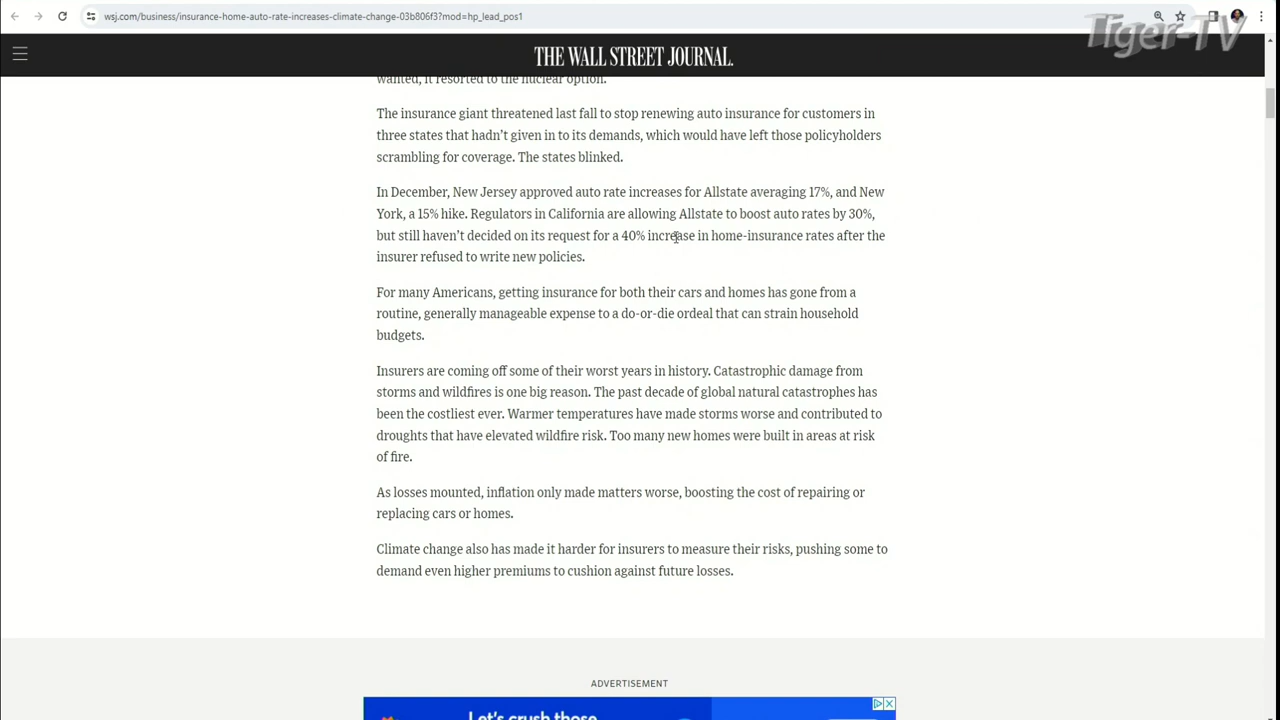 wsj.com/business/insurance-home-auto-rate-increases-climate-change-03b806f3?mod=hp_lead_pos1
Tiger-TV
THE WALL STREET JOURNAL.
wanted, it resorted to the nuclear option.
The insurance giant threatened last fall to stop renewing auto insurance for customers in
three states that hadn't given in to its demands, which would have left those policyholders
scrambling for coverage. The states blinked.
In December, New Jersey approved auto rate increases for Allstate averaging 17%, and New
York, a 15% hike. Regulators in California are allowing Allstate to boost auto rates by 30%,
but still haven't decided on its request for a 40% increase in home-insurance rates after the
insurer refused to write new policies.
For many Americans, getting insurance for both their cars and homes has gone from a
routine, generally manageable expense to a do-or-die ordeal that can strain household
budgets.
Insurers are coming off some of their worst years in history. Catastrophic damage from
storms and wildfires is one big reason. The past decade of global natural catastrophes has
been the costliest ever. Warmer temperatures have made storms worse and contributed to
droughts that have elevated wildfire risk. Too many new homes were built in areas at risk
of fire.
As losses mounted, inflation only made matters worse, boosting the cost of repairing or
replacing cars or homes.
Climate change also has made it harder for insurers to measure their risks, pushing some to
demand even higher premiums to cushion against future losses.
ADVERTISEMENT
Let's crush those